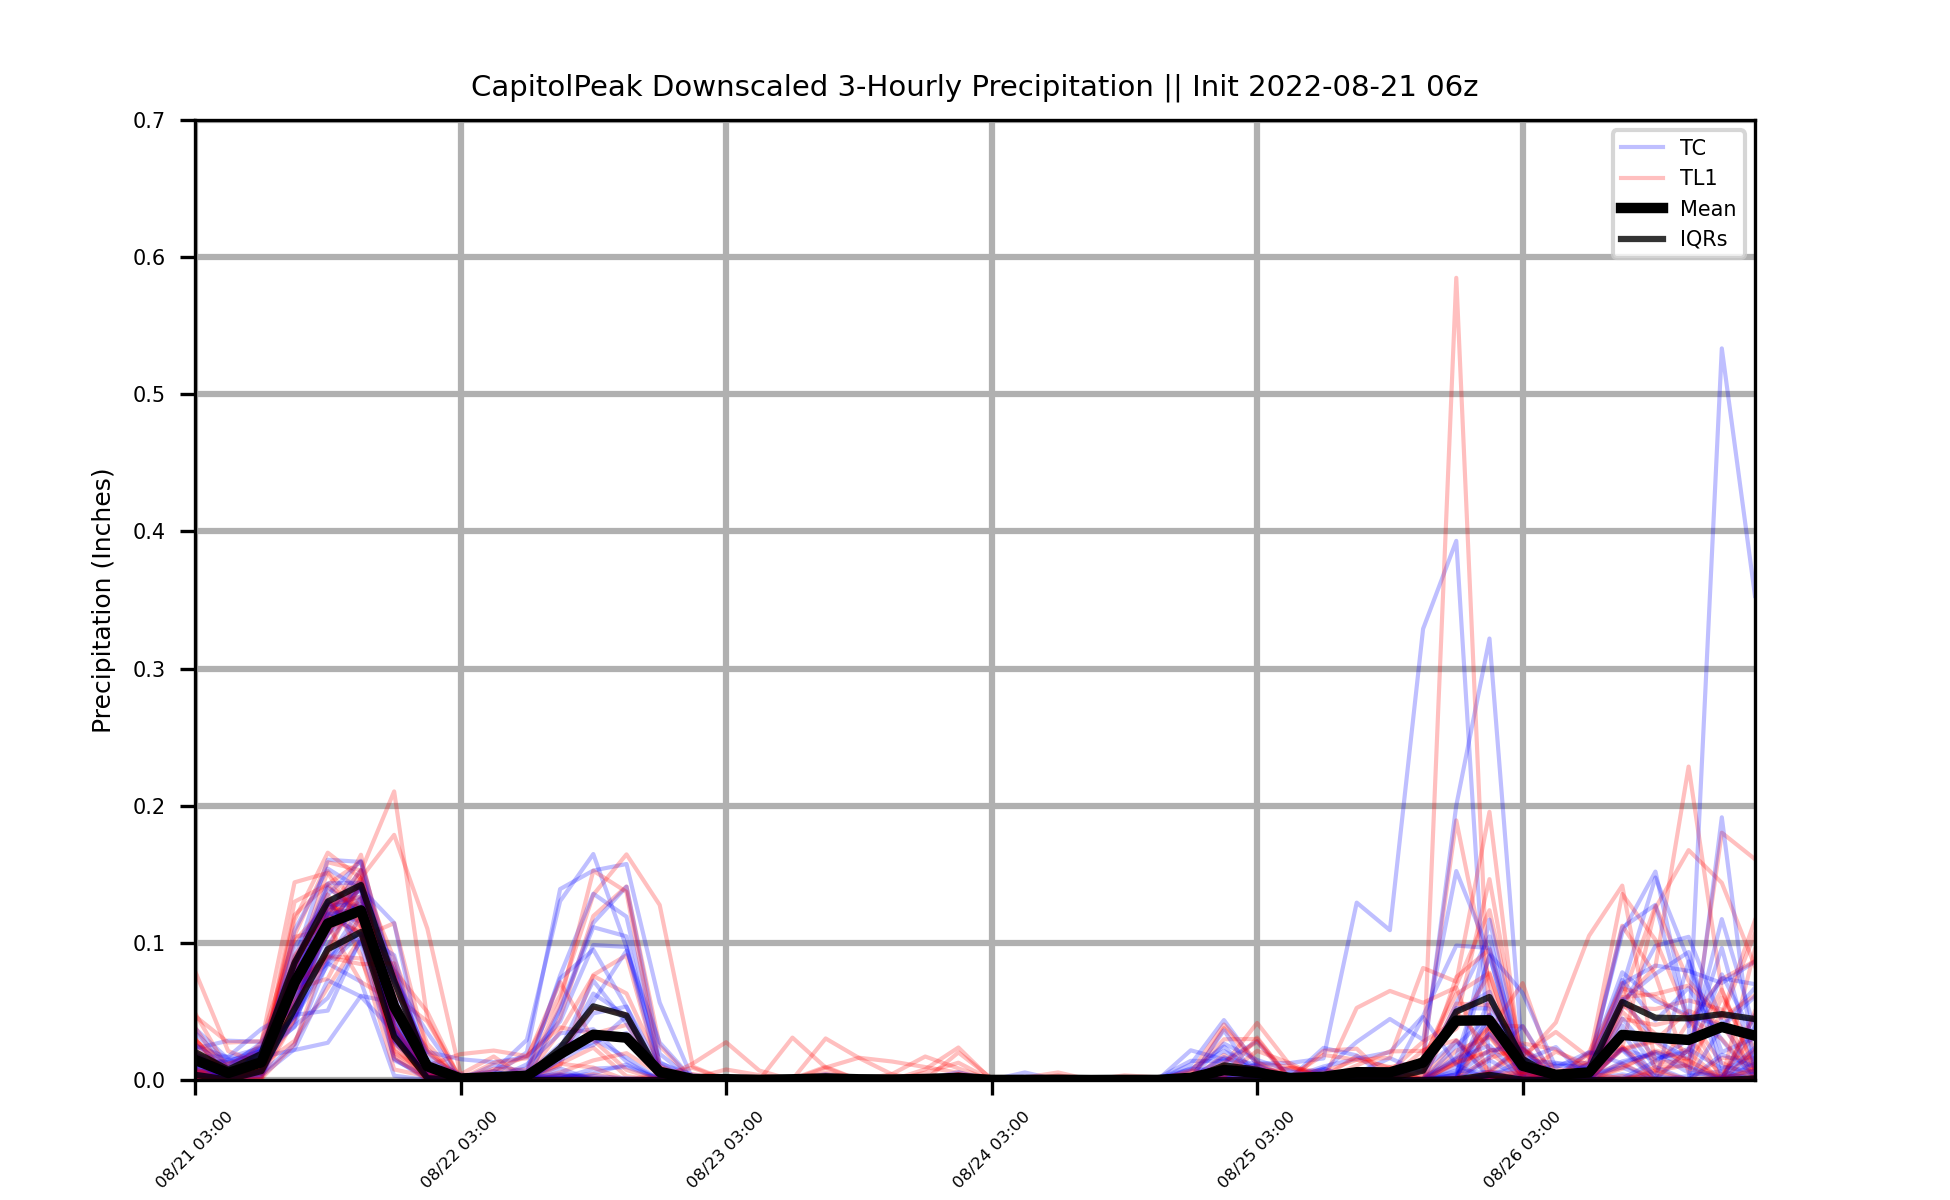 CapitolPeak Downscaled 3-Hourly Precipitation || Init 2022-08-21 06z
TC
TL1
Mean
IQRs
Precipitation (Inches)
0.7
0.6
0.5
0.4
0.3
0.2
0.1
0.0
08/21 03:00
08/22 03:00
08/23 03:00
08/24 03:00
08/25 03:00
08/26 03:00